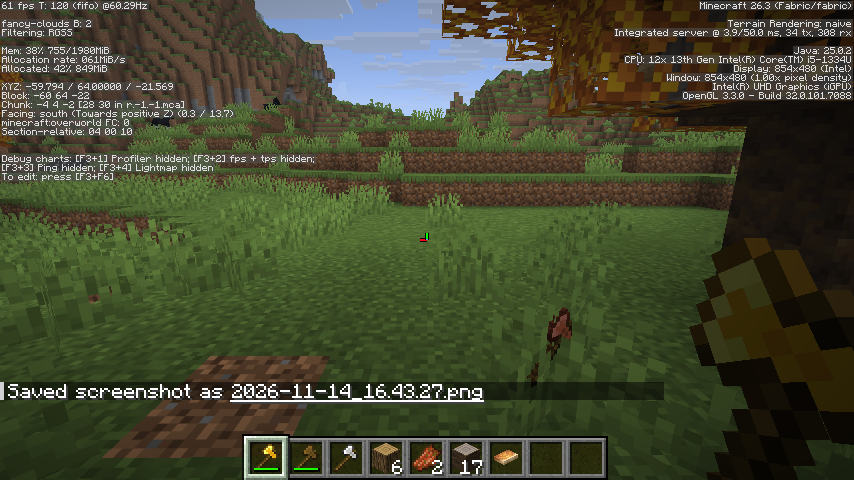 61 fps T: 120 (fifo) @60.29Hz
fancy-clouds B: 2
Filtering: RGSS
Mem: 38% 755/1980MiB
Allocation rate: 061MiB/s
Allocated: 42% 849MiB
XYZ: -59.794 / 64.00000 / -21.569
Block: -60 64 -22
Chunk: -4 4 -2 [28 30 in r.-1.-1.mca]
Facing: south (Towards positive Z) (0.3 / 13.7)
minecraft:overworld FC: 0
Section-relative: 04 00 10
Debug charts: [F3+1] Profiler hidden; [F3+2] fps + tps hidden;
[F3+3] Ping hidden; [F3+4] Lightmap hidden
To edit: press [F3+F6]
Minecraft 26.3 (Fabric/fabric)
Terrain Rendering: naive
Integrated server @ 3.9/50.0 ms, 34 tx, 308 rx
Java: 25.0.2
CPU: 12x 13th Gen Intel(R) Core(TM) i5-1334U
Display: 854x480 (Intel)
Window: 854x480 (1.00x pixel density)
Intel(R) UHD Graphics (iGPU)
OpenGL 3.3.0 - Build 32.0.101.7088
Saved screenshot as 2026-11-14_16.43.27.png
6
2
17